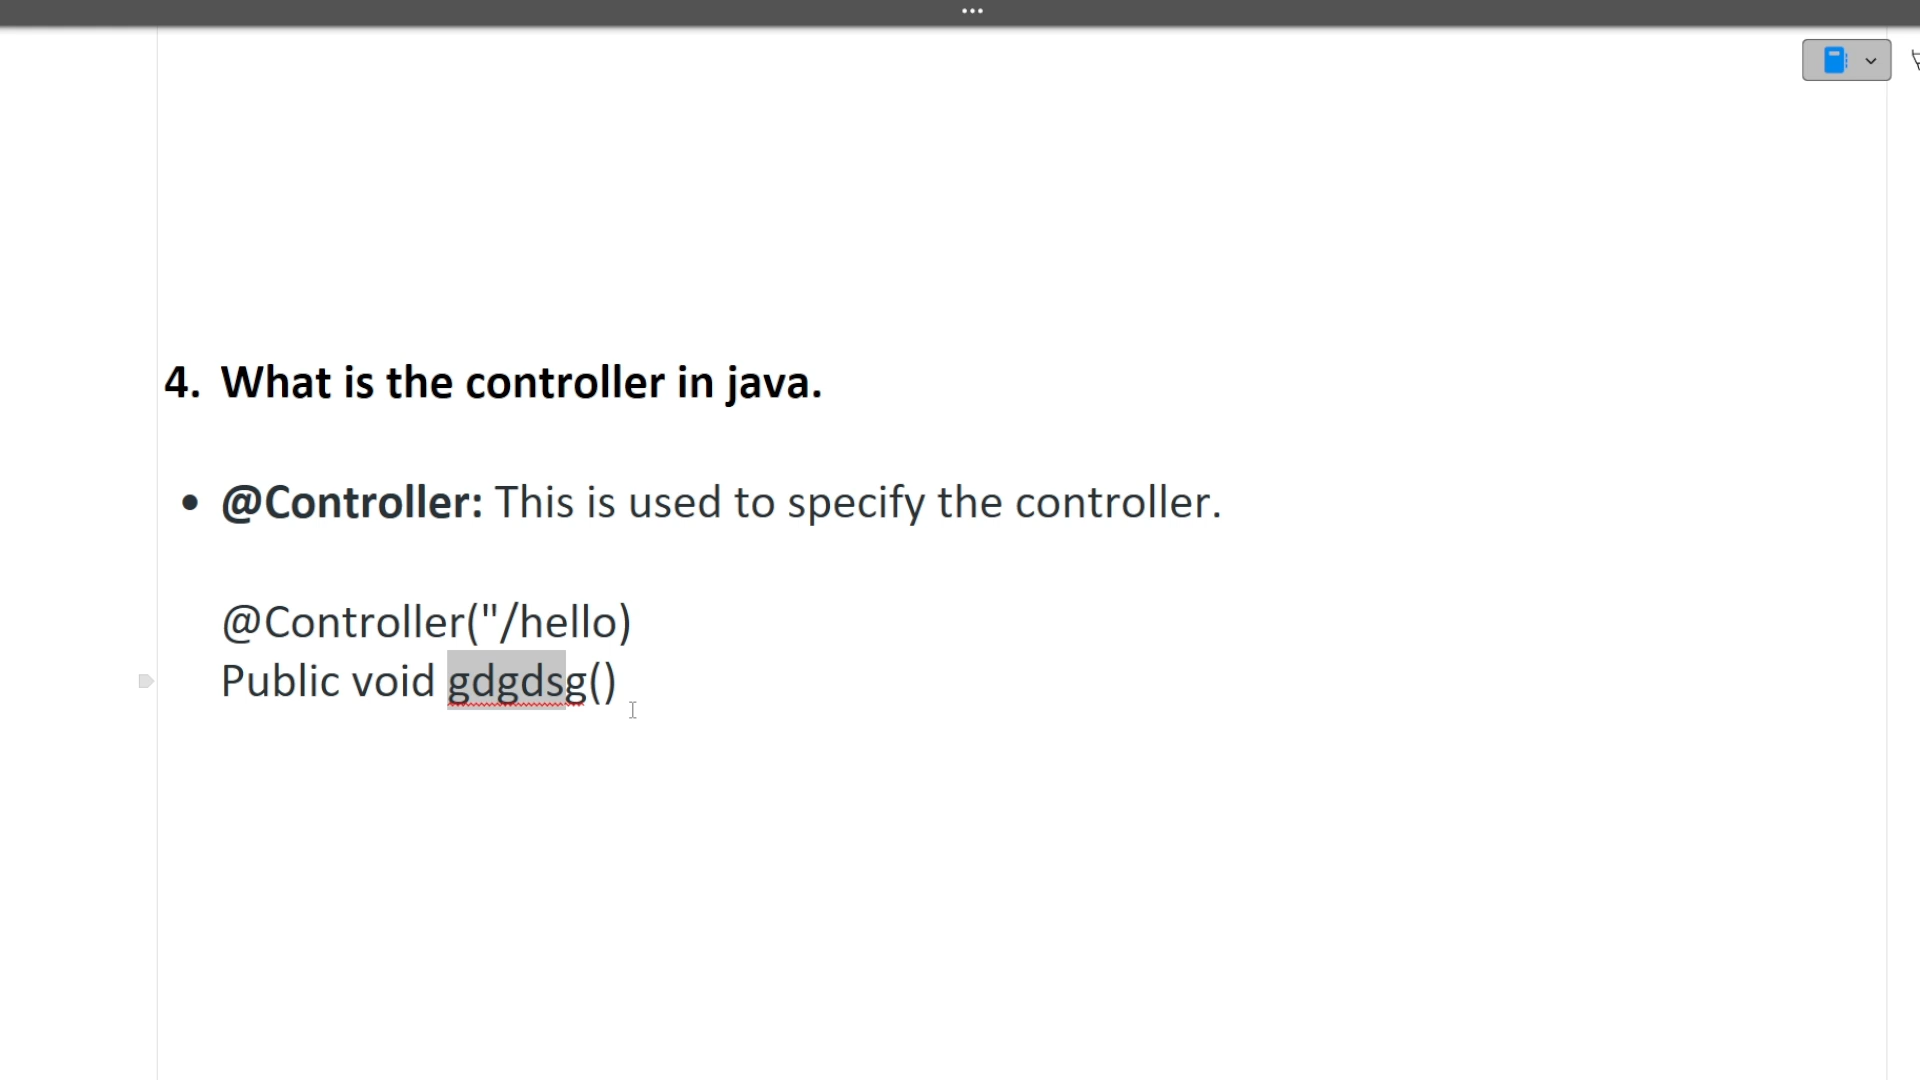 4. What is the controller in java.
• @Controller: This is used to specify the controller.
@Controller("/hello)
Public void gdgdsg()